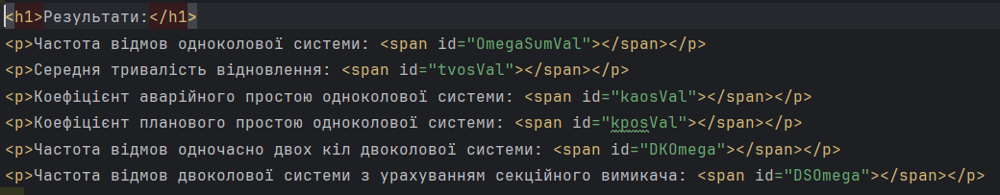 <h1>Результати:</h1>
<p>Частота відмов одноколової системи: <span id="OmegaSumVal"></span></p>
<p>Середня тривалість відновлення: <span id="tvosVal"></span></p>
<p>Коефіцієнт аварійного простою одноколової системи: <span id="kaosVal"></span></p>
<p>Коефіцієнт планового простою одноколової системи: <span id="kposVal"></span></p>
<p>Частота відмов одночасно двох кіл двоколової системи: <span id="DKOmega"></span></p>
<p>Частота відмов двоколової системи з урахуванням секційного вимикача: <span id="DSOmega"></span></p>